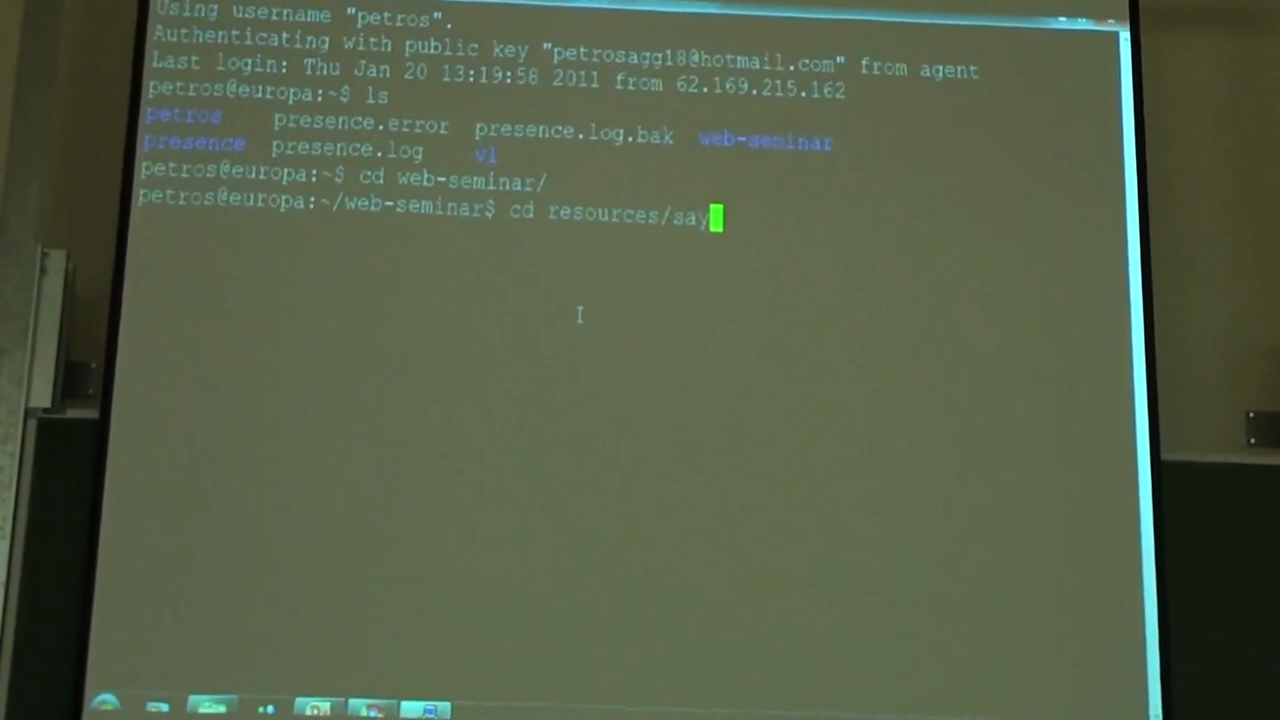 Using username "petros".
Authenticating with public key "petrosagg18@hotmail.com" from agent
Last login: Thu Jan 20 13:19:58 2011 from 62.169.215.162
petros@europa:~$ ls
petros presence.error presence.log.bak web-seminar
presence presence.log vl
petros@europa:~$ cd web-seminar/
petros@europa:~/web-seminar$ cd resources/say